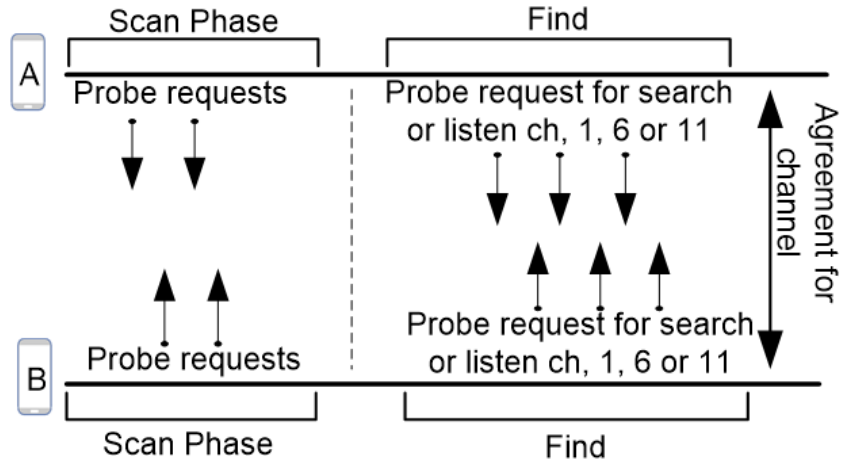 Scan Phase
Find
A
Probe requests
Probe request for search
or listen ch, 1, 6 or 11
Agreement for
channel
Probe request for search
or listen ch, 1, 6 or 11
Probe requests
B
Scan Phase
Find